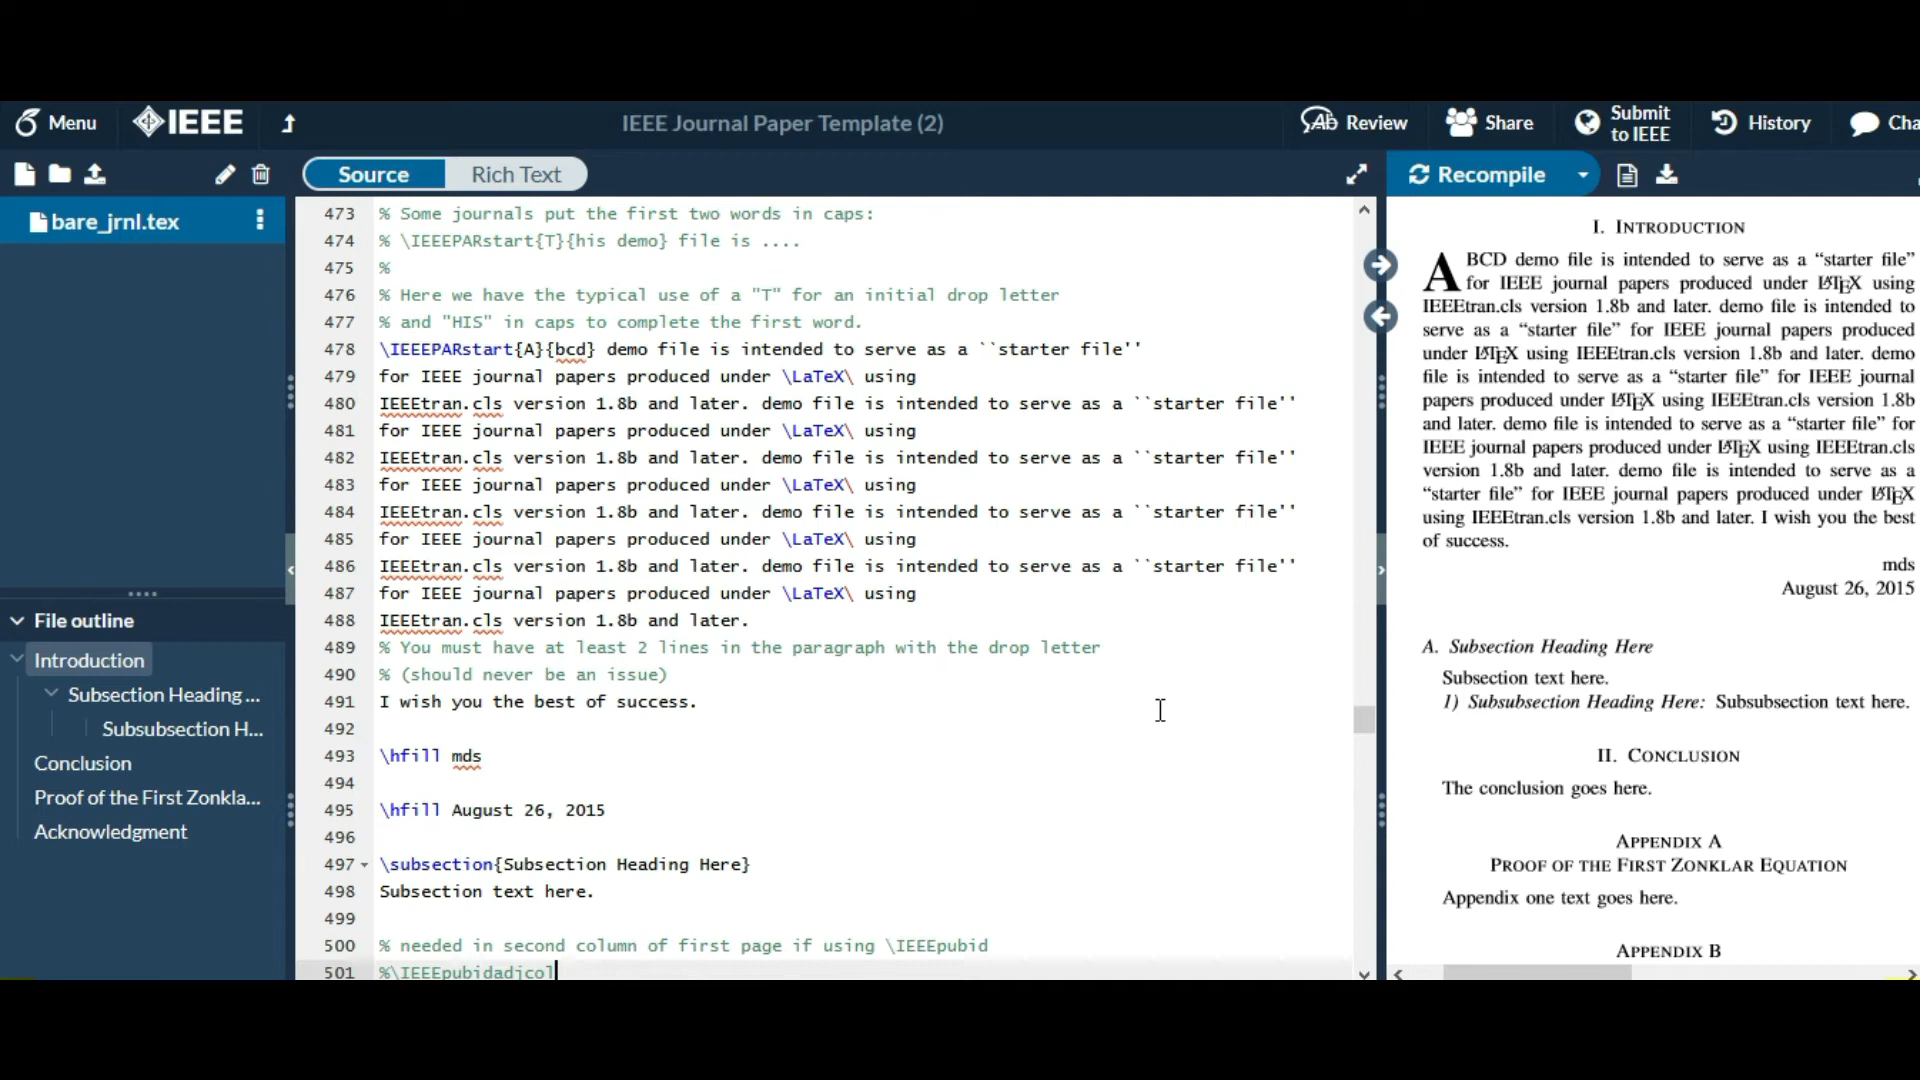 Menu
IEEE
IEEE Journal Paper Template (2)
Review
Share
Submit
to IEEE
History
Cha
Source
Rich Text
Recompile
bare_jrnl.tex
File outline
Introduction
Subsection Heading ...
Subsubsection H...
Conclusion
Proof of the First Zonkla...
Acknowledgment
473 % Some journals put the first two words in caps:
474 % \IEEEPARstart{T}{his demo} file is ....
475 %
476 % Here we have the typical use of a "T" for an initial drop letter
477 % and "HIS" in caps to complete the first word.
478 \IEEEPARstart{A}{bcd} demo file is intended to serve as a ``starter file''
479 for IEEE journal papers produced under \LaTeX\ using
480 IEEEtran.cls version 1.8b and later. demo file is intended to serve as a ``starter file''
481 for IEEE journal papers produced under \LaTeX\ using
482 IEEEtran.cls version 1.8b and later. demo file is intended to serve as a ``starter file''
483 for IEEE journal papers produced under \LaTeX\ using
484 IEEEtran.cls version 1.8b and later. demo file is intended to serve as a ``starter file''
485 for IEEE journal papers produced under \LaTeX\ using
486 IEEEtran.cls version 1.8b and later. demo file is intended to serve as a ``starter file''
487 for IEEE journal papers produced under \LaTeX\ using
488 IEEEtran.cls version 1.8b and later.
489 % You must have at least 2 lines in the paragraph with the drop letter
490 % (should never be an issue)
491 I wish you the best of success.
492
493 \hfill mds
494
495 \hfill August 26, 2015
496
497 \subsection{Subsection Heading Here}
498 Subsection text here.
499
500 % needed in second column of first page if using \IEEEpubid
501 %\IEEEpubidadjcol
I. INTRODUCTION
ABCD demo file is intended to serve as a “starter file”
for IEEE journal papers produced under LATEX using
IEEEtran.cls version 1.8b and later. demo file is intended to
serve as a “starter file” for IEEE journal papers produced
under LATEX using IEEEtran.cls version 1.8b and later. demo
file is intended to serve as a “starter file” for IEEE journal
papers produced under LATEX using IEEEtran.cls version 1.8b
and later. demo file is intended to serve as a “starter file” for
IEEE journal papers produced under LATEX using IEEEtran.cls
version 1.8b and later. demo file is intended to serve as a
“starter file” for IEEE journal papers produced under LATEX
using IEEEtran.cls version 1.8b and later. I wish you the best
of success.
mds
August 26, 2015
A. Subsection Heading Here
Subsection text here.
1) Subsubsection Heading Here: Subsubsection text here.
II. CONCLUSION
The conclusion goes here.
APPENDIX A
PROOF OF THE FIRST ZONKLAR EQUATION
Appendix one text goes here.
APPENDIX B